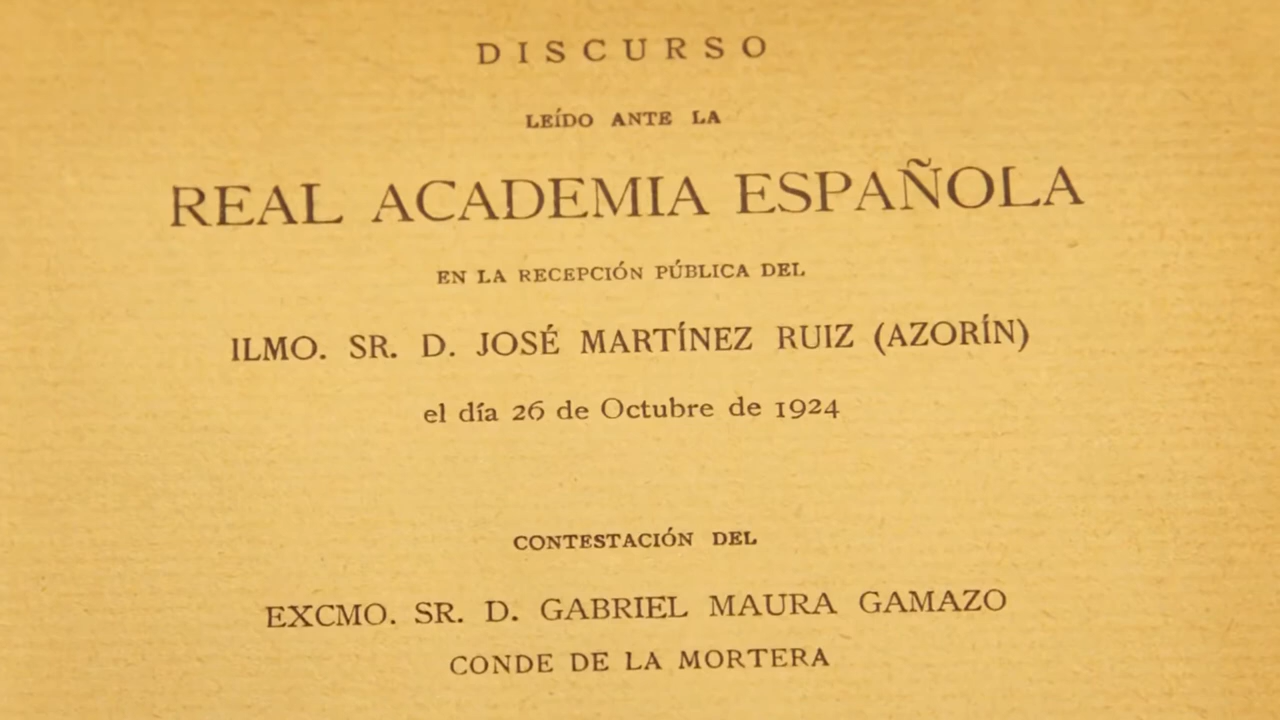 DISCURSO
LEÍDO ANTE LA
REAL ACADEMIA ESPAÑOLA
EN LA RECEPCIÓN PÚBLICA DEL
ILMO. SR. D. JOSÉ MARTÍNEZ RUIZ (AZORÍN)
el día 26 de Octubre de 1924
CONTESTACIÓN DEL
EXCMO. SR. D. GABRIEL MAURA GAMAZO
CONDE DE LA MORTERA